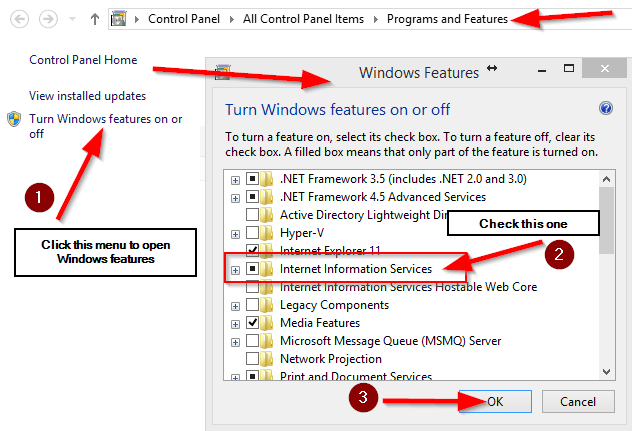 Control Panel All Control Panel Items Programs and Features
Control Panel Home
View installed updates
Turn Windows features on or
off
1
Click this menu to open
Windows features
Windows Features
Turn Windows features on or off
To turn a feature on, select its check box. To turn a feature off, clear its
check box. A filled box means that only part of the feature is turned on.
.NET Framework 3.5 (includes .NET 2.0 and 3.0)
.NET Framework 4.5 Advanced Services
Active Directory Lightweight
Check this one
Hyper-V
2
Internet Explorer 11
Internet Information Services
Internet Information Services Hostable Web Core
Legacy Components
Media Features
Microsoft Message Queue (MSMQ) Server
Network Projection
Print and Document Services
3
OK
Cancel